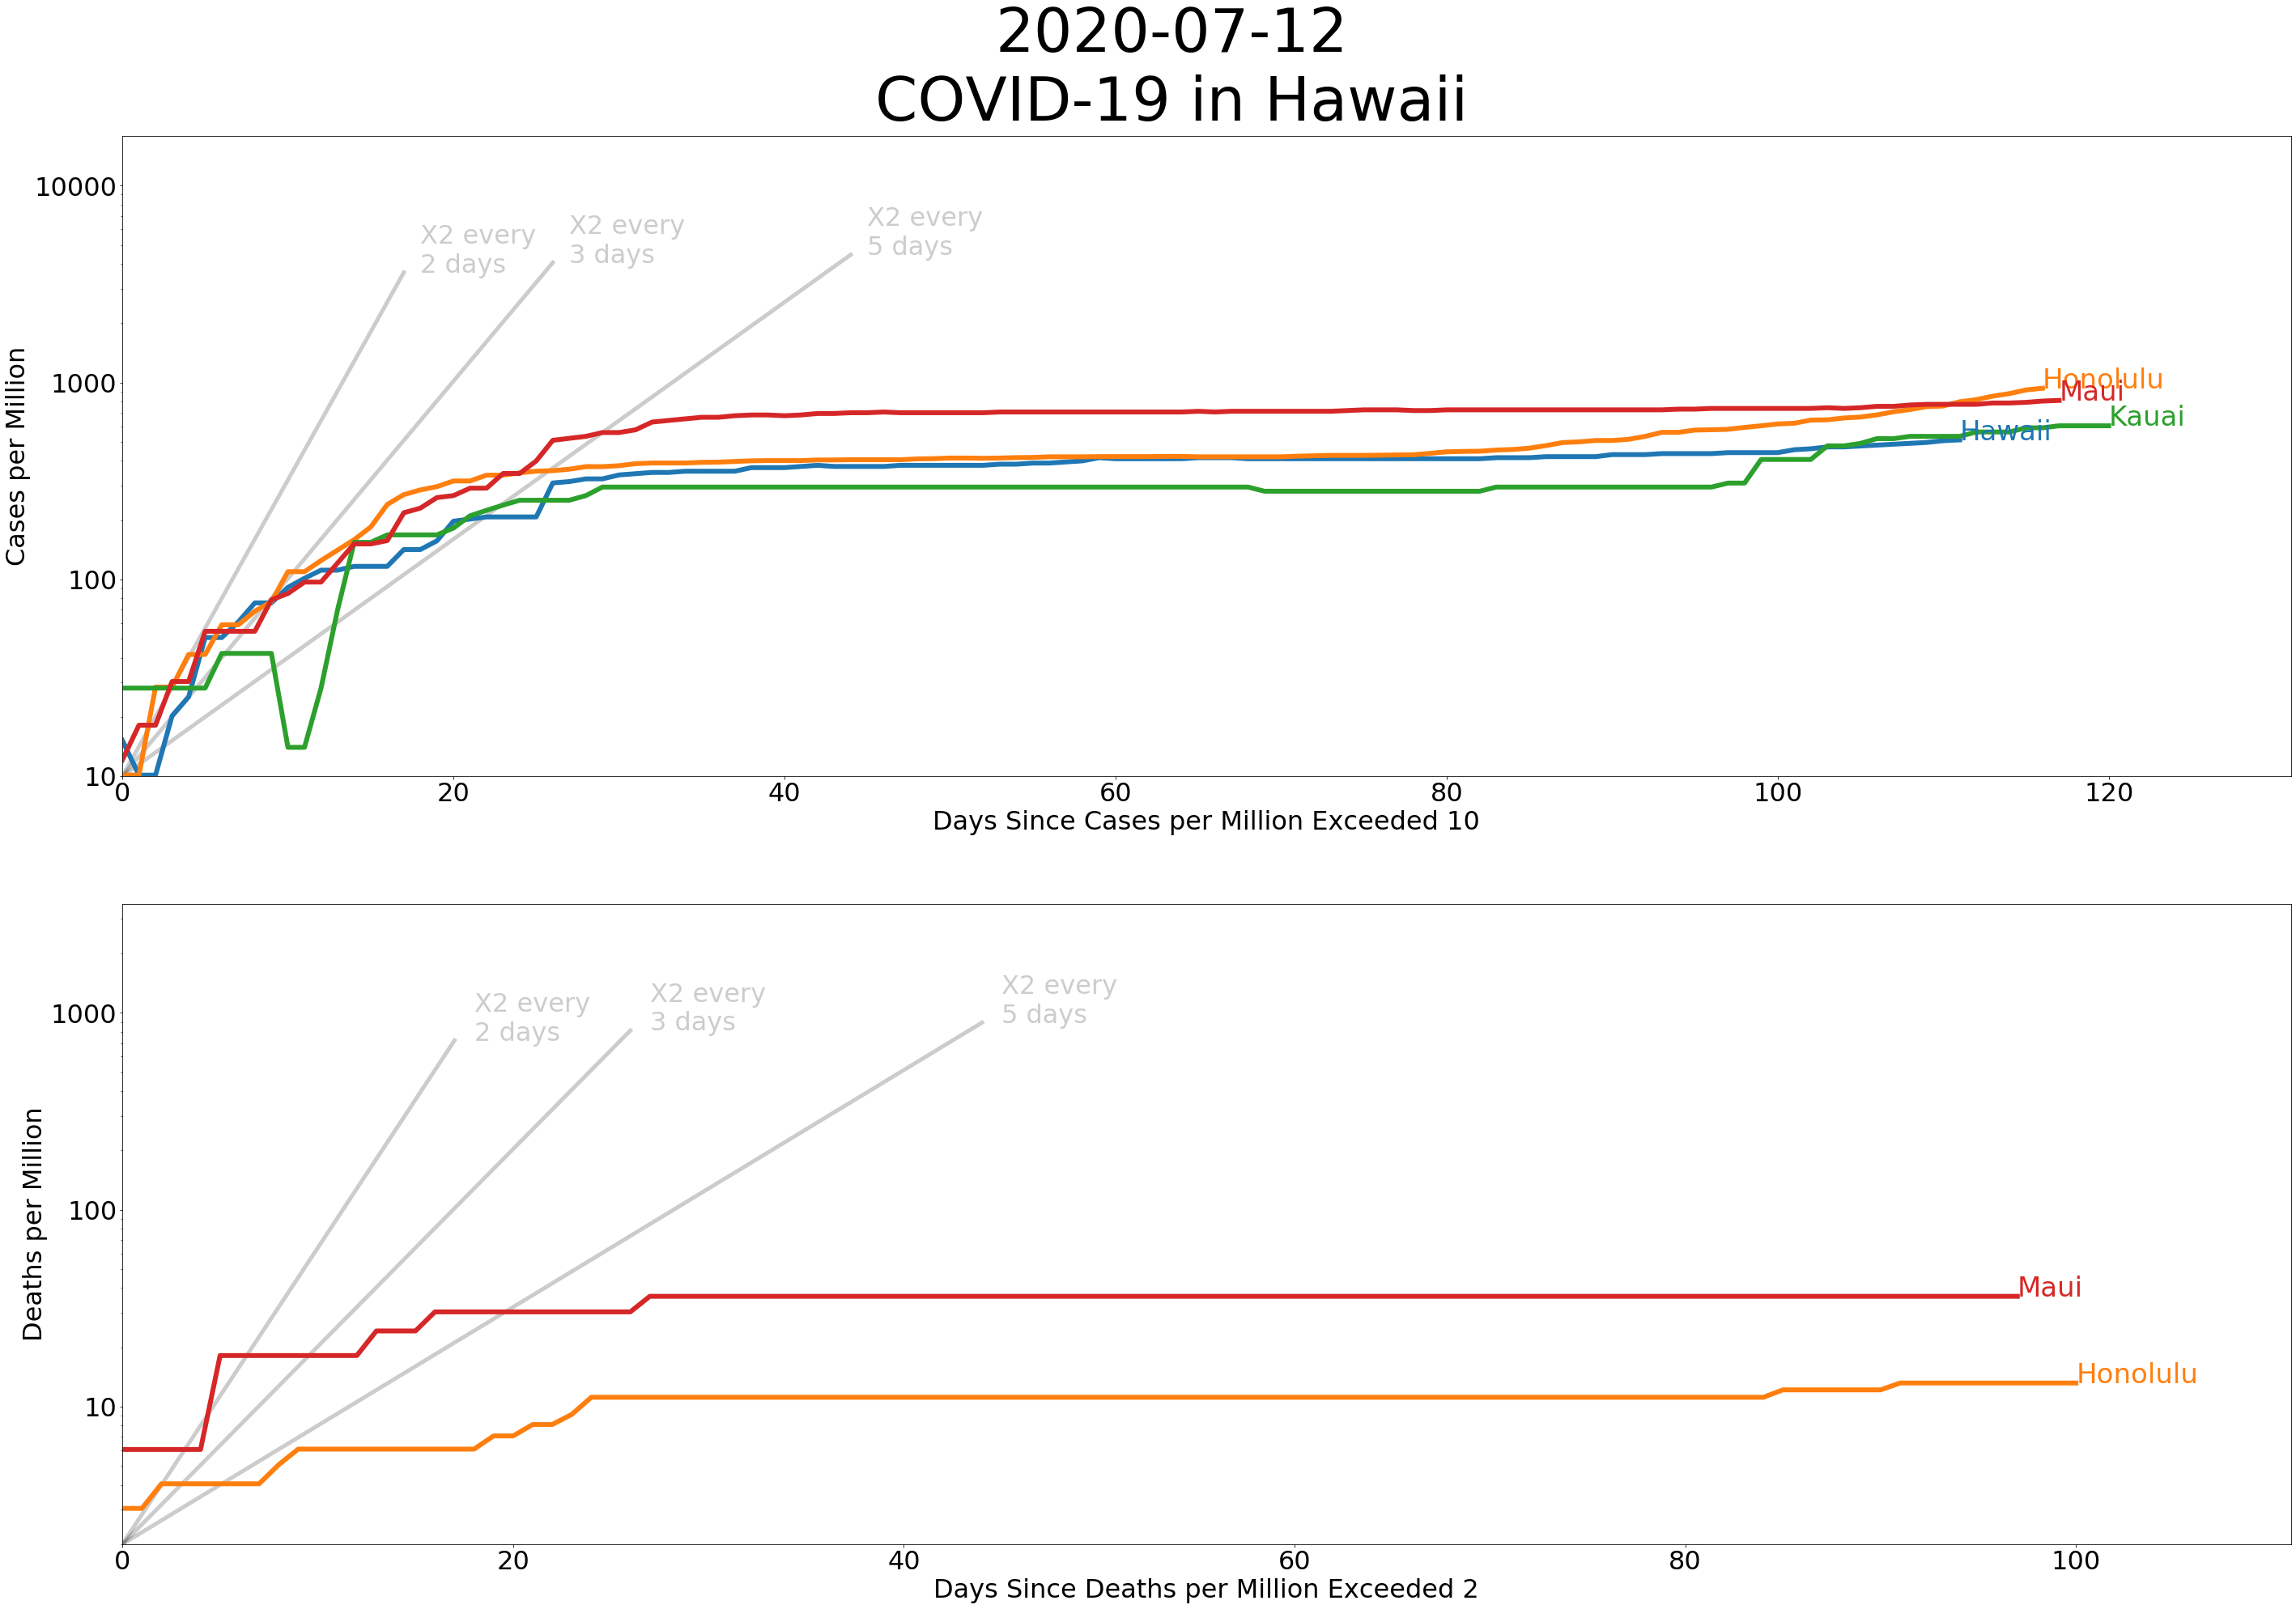 2020-07-12
COVID-19 in Hawaii
10000
1000
100
10
Cases per Million
X2 every
2 days
X2 every
3 days
X2 every
5 days
Honolulu
Maui
Kauai
Hawaii
0 20 40 60 80 100 120
Days Since Cases per Million Exceeded 10
1000
100
10
Deaths per Million
X2 every
2 days
X2 every
3 days
X2 every
5 days
Maui
Honolulu
0 20 40 60 80 100
Days Since Deaths per Million Exceeded 2